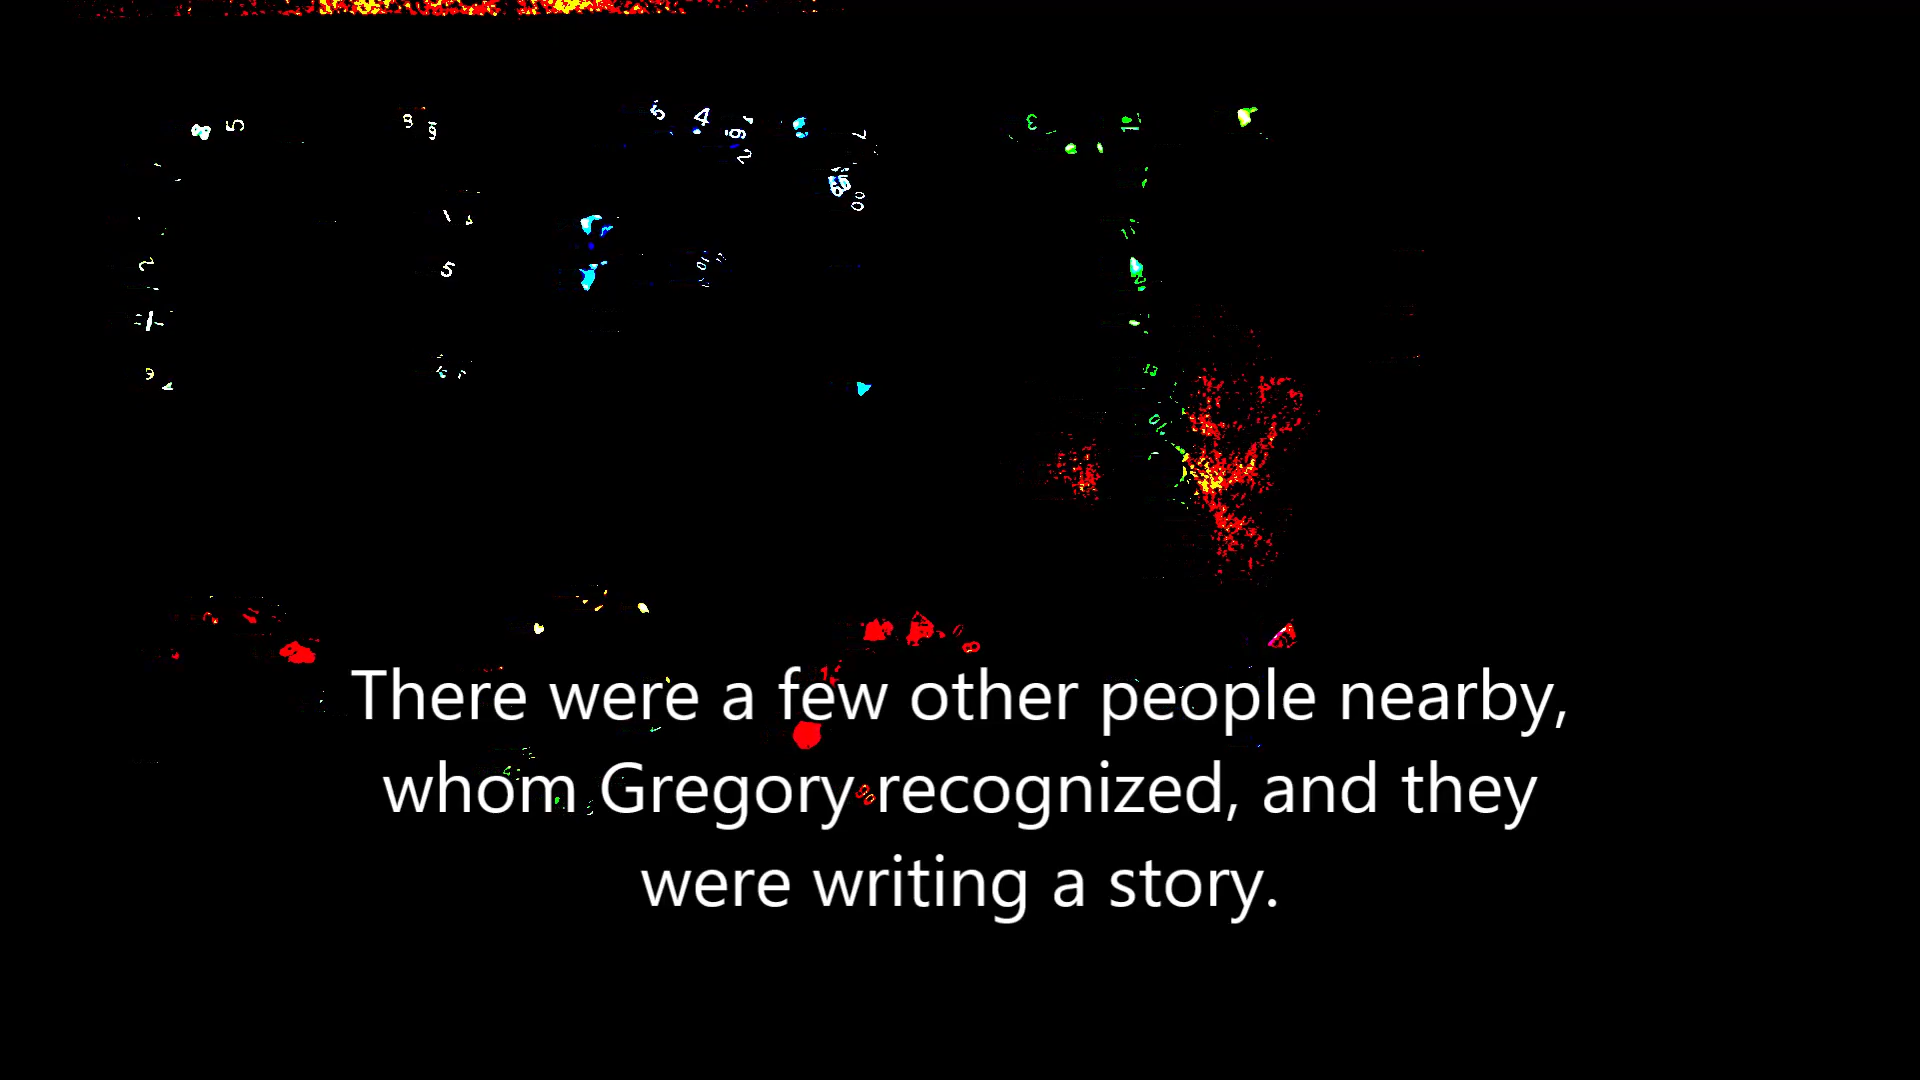 There were a few other people nearby,
whom Gregory recognized, and they
were writing a story.